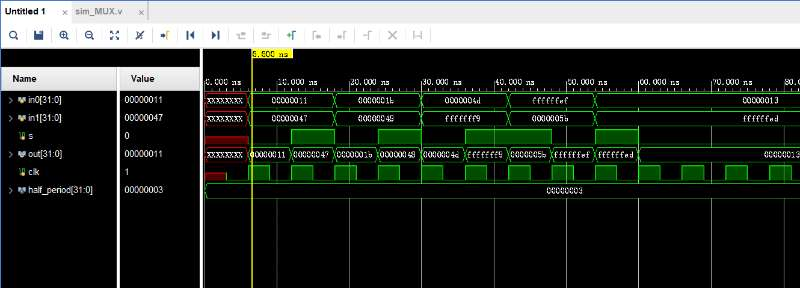 Untitled 1 × sim_MUX.v ×
6.600 ns
Name Value
0.000 ns 10.000 ns 20.000 ns 30.000 ns 40.000 ns 50.000 ns 60.000 ns 70.000 ns 80.
in0[31:0] 00000011 XXXXXXXX 00000011 0000001b 0000004d ffffffef 00000013
in1[31:0] 00000047 XXXXXXXX 00000047 00000049 fffffff9 0000005b ffffffed
s 0
out[31:0] 00000011 XXXXXXXX 00000011 00000047 0000001b 00000049 0000004d fffffff9 0000005b ffffffef ffffffed 00000013
clk 1
half_period[31:0] 00000003 00000003